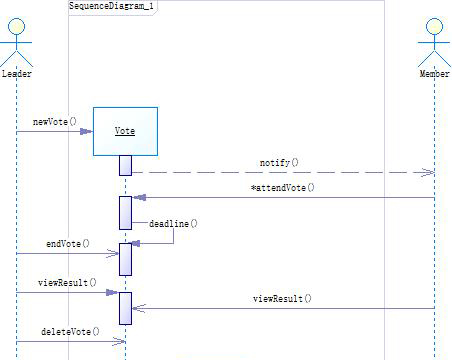 SequenceDiagram_1
Leader
Member
newVote()
Vote
notify()
*attendVote()
deadline()
endVote()
viewResult()
viewResult()
deleteVote()